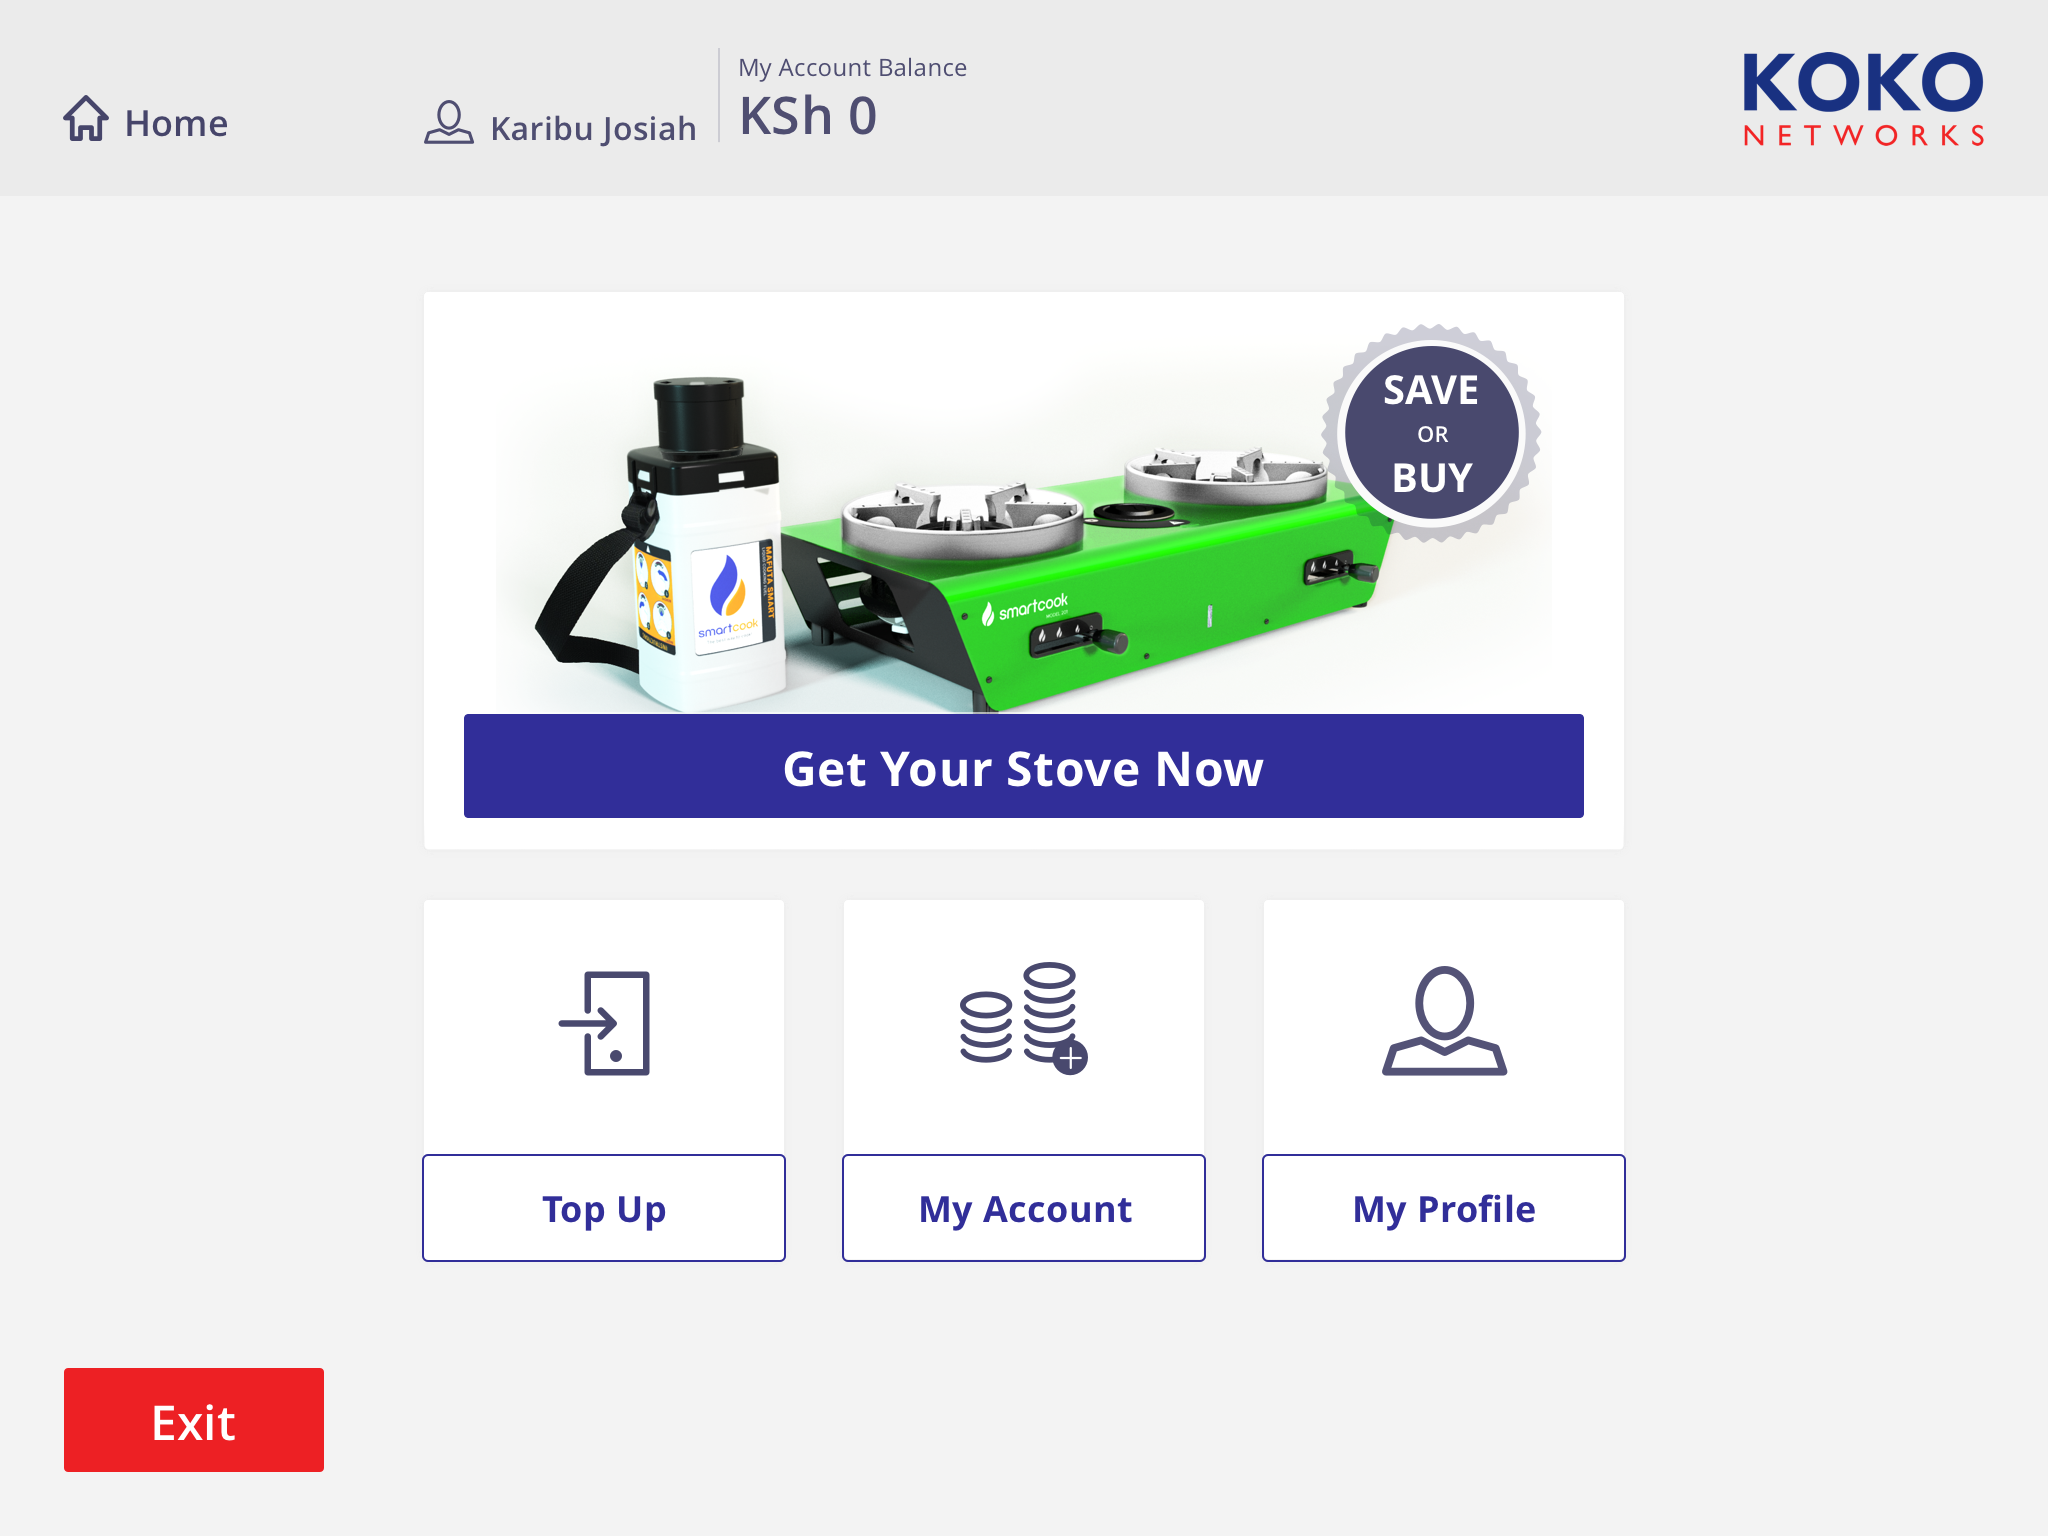 Home
Karibu Josiah
My Account Balance
KSh 0
KOKO
NETWORKS
SAVE
OR
BUY
MAFUTA SMART
smartcook
smartcook
Get Your Stove Now
Top Up
My Account
My Profile
Exit